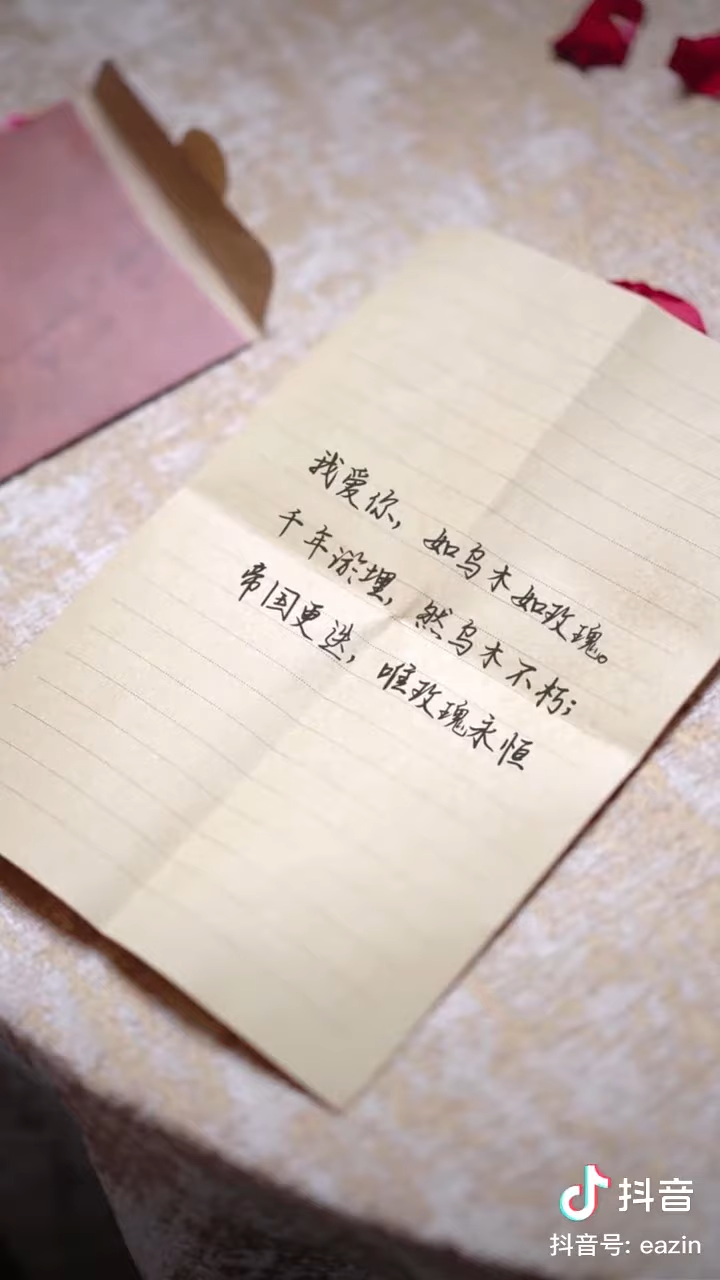 我爱你，如乌木如玫瑰。
千年淤埋，然乌木不朽；
帝国更迭，唯玫瑰永恒
抖音
抖音号: eazin